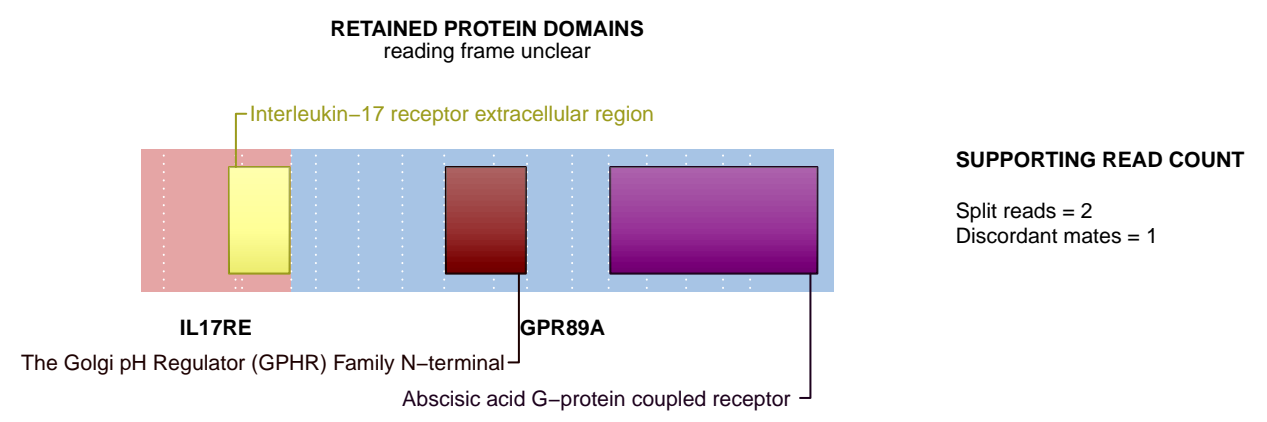 RETAINED PROTEIN DOMAINS
reading frame unclear
Interleukin−17 receptor extracellular region
SUPPORTING READ COUNT
Split reads = 2
Discordant mates = 1
IL17RE
GPR89A
The Golgi pH Regulator (GPHR) Family N−terminal
Abscisic acid G−protein coupled receptor